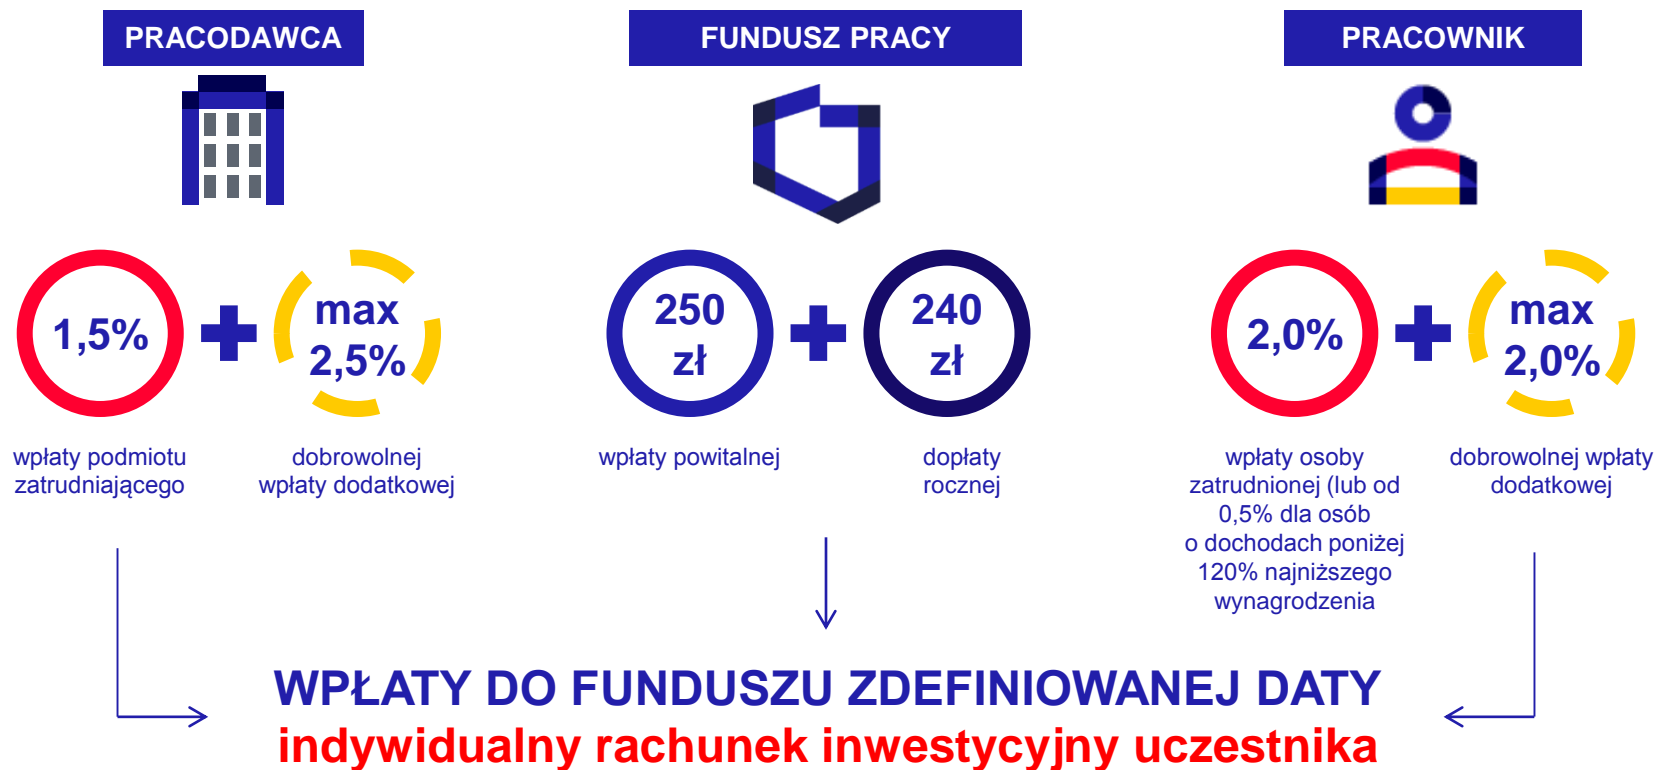 PRACODAWCA
FUNDUSZ PRACY
PRACOWNIK
1,5%
max
2,5%
250
zł
240
zł
2,0%
max
2,0%
wpłaty podmiotu
zatrudniającego
dobrowolnej
wpłaty dodatkowej
wpłaty powitalnej
dopłaty
rocznej
wpłaty osoby
zatrudnionej (lub od
0,5% dla osób
o dochodach poniżej
120% najniższego
wynagrodzenia
dobrowolnej wpłaty
dodatkowej
WPŁATY DO FUNDUSZU ZDEFINIOWANEJ DATY
indywidualny rachunek inwestycyjny uczestnika